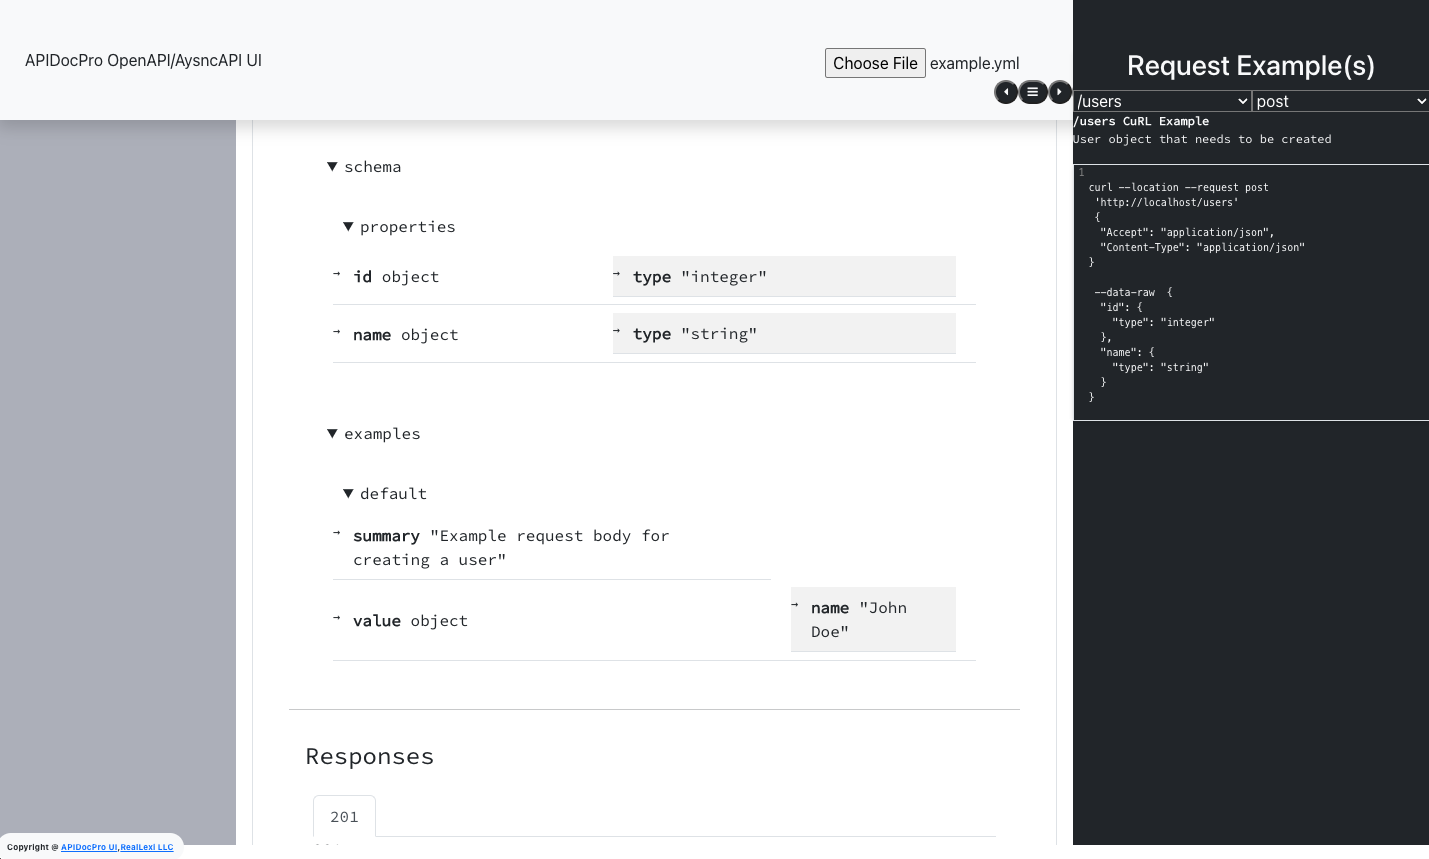 APIDocPro OpenAPI/AysncAPI UI
Choose File example.yml
schema
properties
→ id object → type "integer"
→ name object → type "string"
examples
default
→ summary "Example request body for
creating a user"
→ value object → name "John
Doe"
Responses
201
Copyright @ APIDocPro UI,RealLexi LLC
Request Example(s)
/users post
/users CuRL Example
User object that needs to be created
1
curl --location --request post
'http://localhost/users'
{
"Accept": "application/json",
"Content-Type": "application/json"
}
--data-raw {
"id": {
"type": "integer"
},
"name": {
"type": "string"
}
}